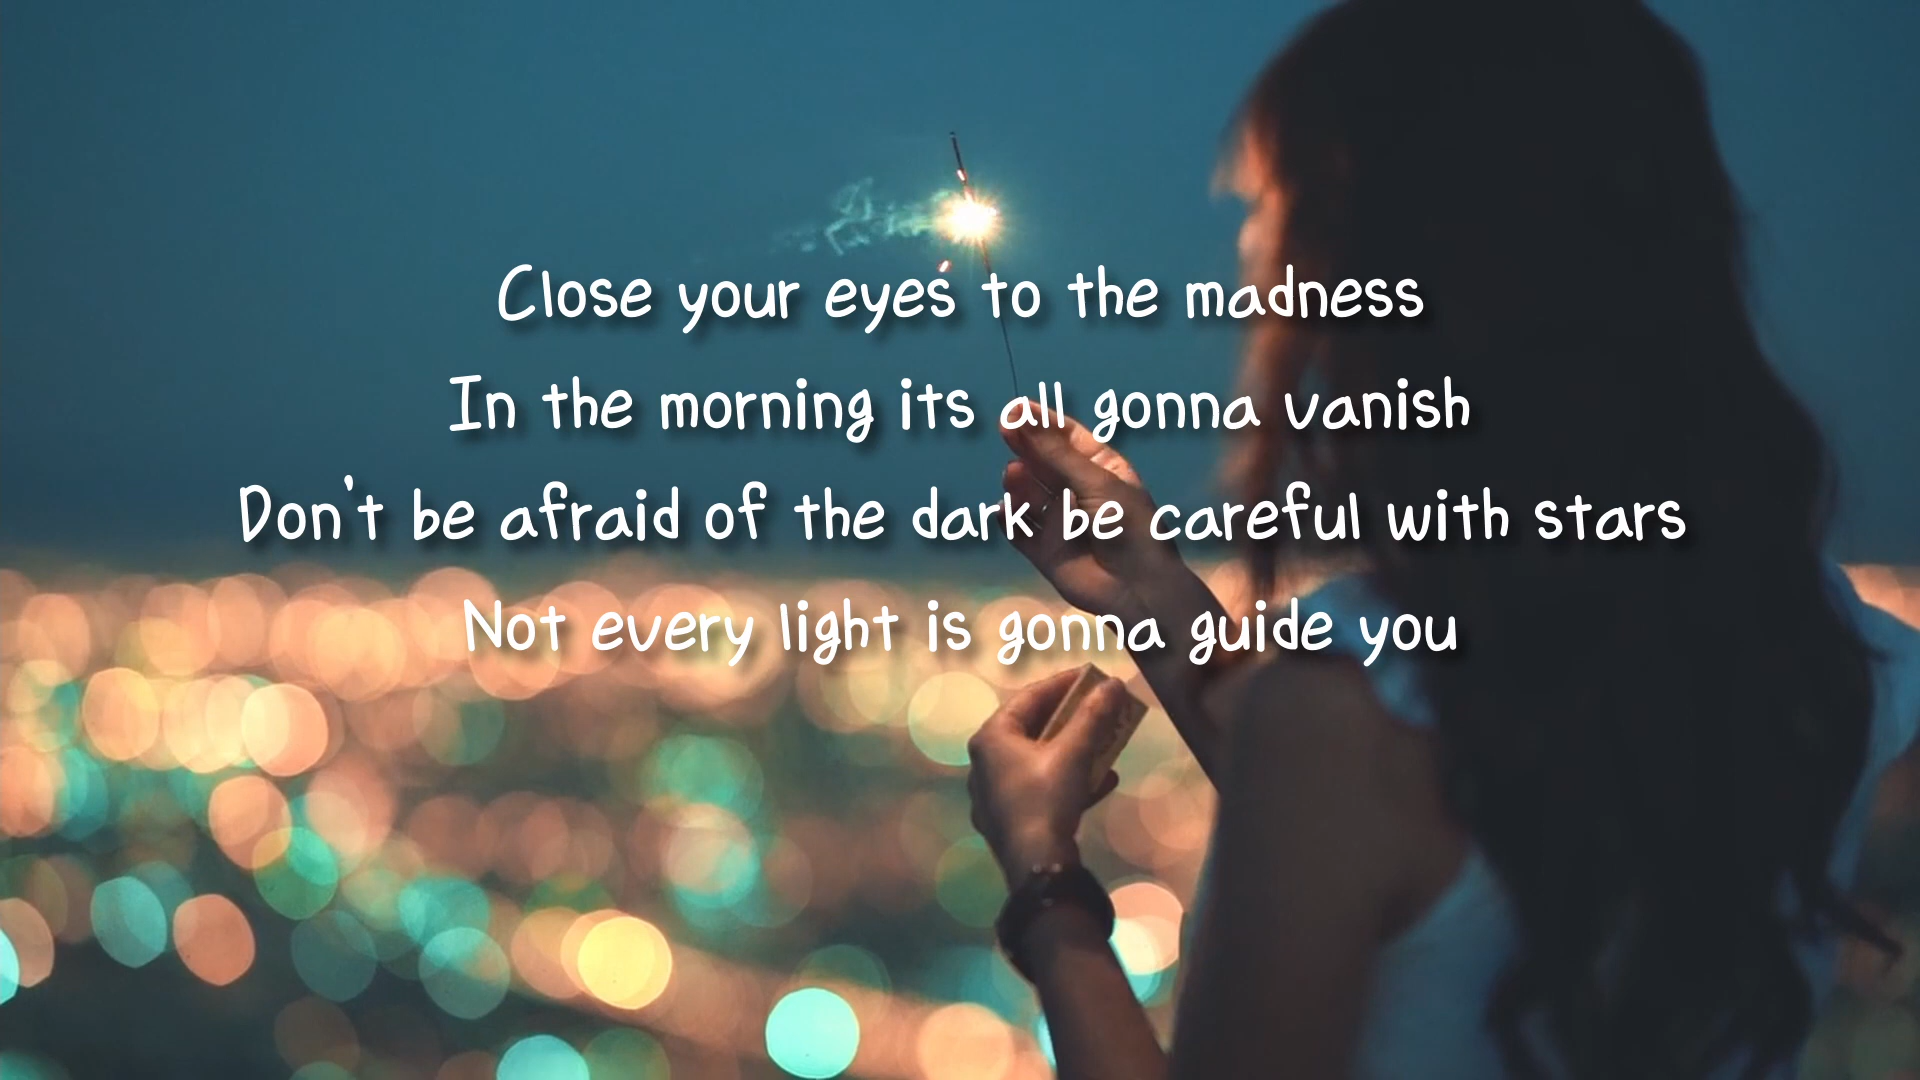 Close your eyes to the madness
In the morning its all gonna vanish
Don't be afraid of the dark be careful with stars
Not every light is gonna guide you